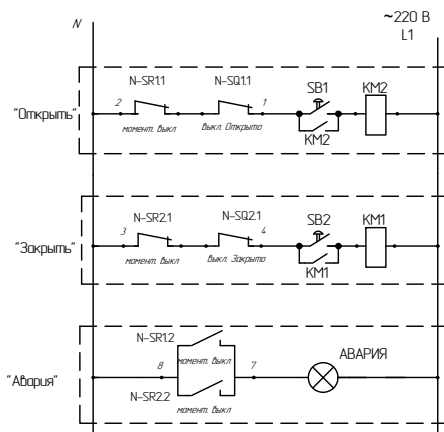 N
~220 В
L1
N-SR1.1
N-SQ1.1
SB1
KM2
2
1
"Открыть"
момент. выкл
выкл. Открыто
KM2
N-SR2.1
N-SQ2.1
SB2
KM1
3
4
"Закрыть"
момент. выкл
выкл. Закрыто
KM1
N-SR1.2
момент. выкл
АВАРИЯ
8
7
"Авария"
N-SR2.2
момент. выкл